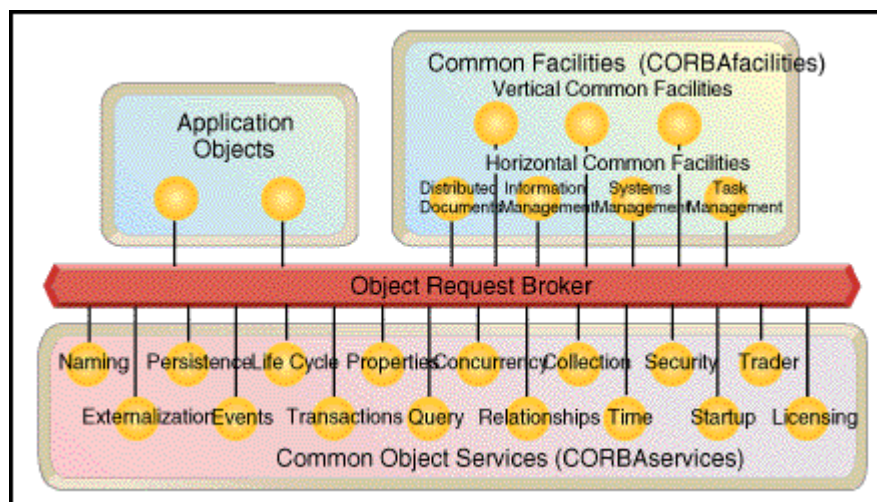 Common Facilities (CORBAfacilities)
Vertical Common Facilities
Application
Objects
Horizontal Common Facilities
Distributed
Documents
Information
Management
Systems
Management
Task
Management
Object Request Broker
Naming
Persistence
Life Cycle
Properties
Concurrency
Collection
Security
Trader
Externalization
Events
Transactions
Query
Relationships
Time
Startup
Licensing
Common Object Services (CORBAservices)